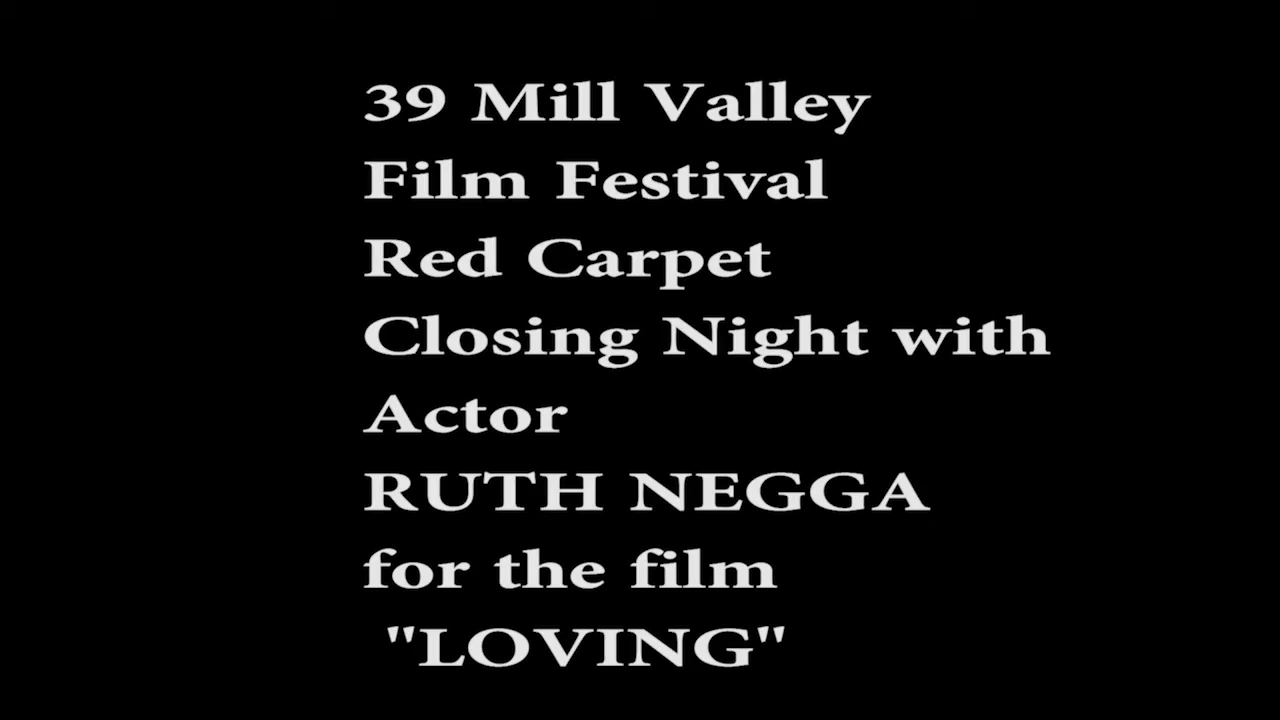 39 Mill Valley
Film Festival
Red Carpet
Closing Night with
Actor
RUTH NEGGA
for the film
"LOVING"